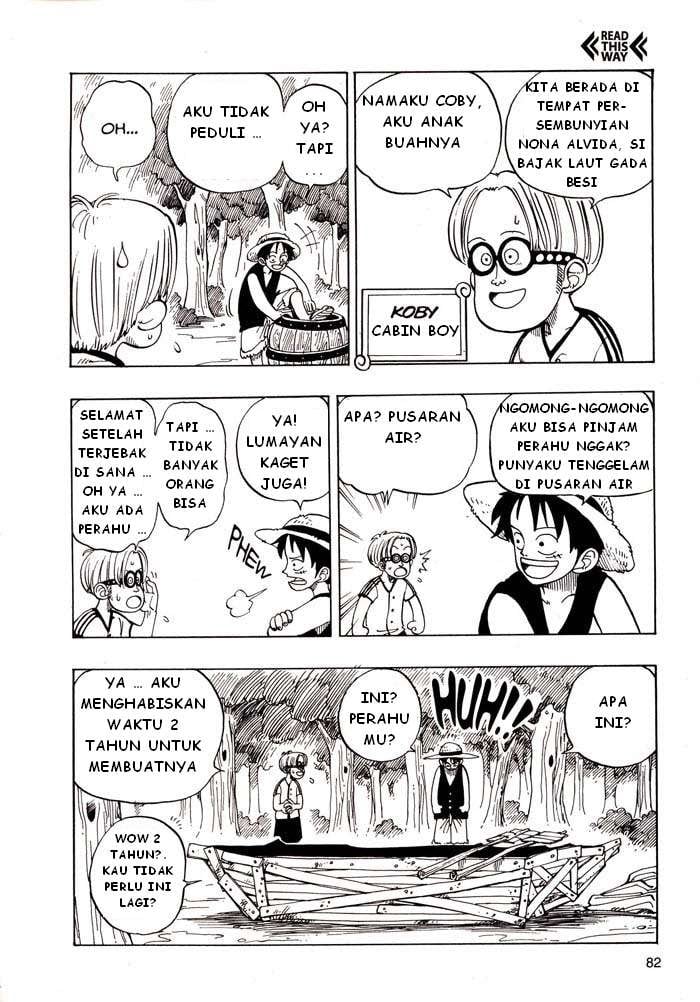 READ
THIS
WAY
KITA BERADA DI
TEMPAT PER-
SEMBUNYIAN
NONA ALVIDA, SI
BAJAK LAUT GADA
BESI
NAMAKU COBY,
AKU ANAK
BUAHNYA
KOBY
CABIN BOY
OH
YA?
TAPI
...
AKU TIDAK
PEDULI ...
OH...
NGOMONG-NGOMONG
AKU BISA PINJAM
PERAHU NGGAK?
PUNYAKU TENGGELAM
DI PUSARAN AIR
APA? PUSARAN
AIR?
YA!
LUMAYAN
KAGET
JUGA!
PHEW
TAPI ...
TIDAK
BANYAK
ORANG
BISA
SELAMAT
SETELAH
TERJEBAK
DI SANA ...
OH YA ...
AKU ADA
PERAHU ...
APA
INI?
HUH!!
INI?
PERAHU
MU?
YA ... AKU
MENGHABISKAN
WAKTU 2
TAHUN UNTUK
MEMBUATNYA
WOW 2
TAHUN?.
KAU TIDAK
PERLU INI
LAGI?
82